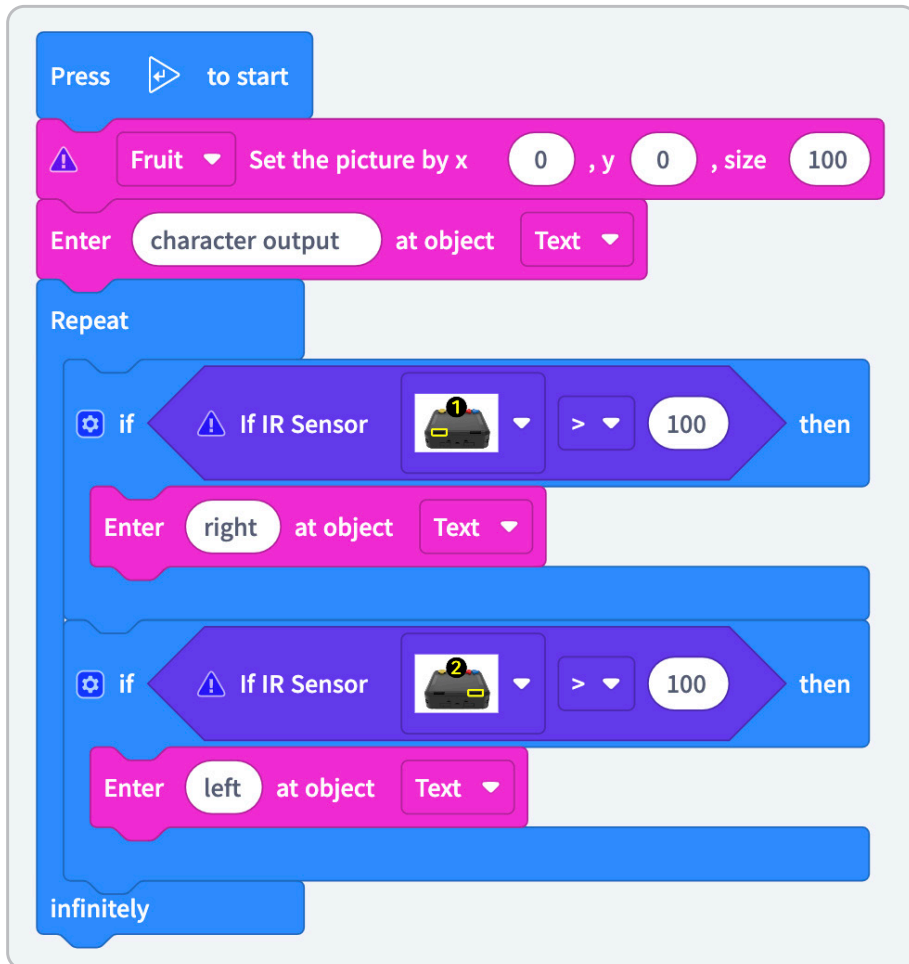 Press to start
Fruit Set the picture by x 0 , y 0 , size 100
Enter character output at object Text
Repeat
if If IR Sensor 1 > 100 then
Enter right at object Text
if If IR Sensor 2 > 100 then
Enter left at object Text
infinitely